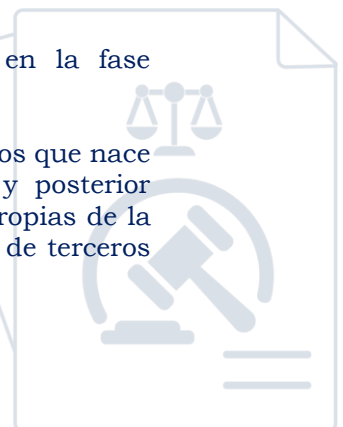 en la fase
os que nace
y posterior
ropias de la
de terceros